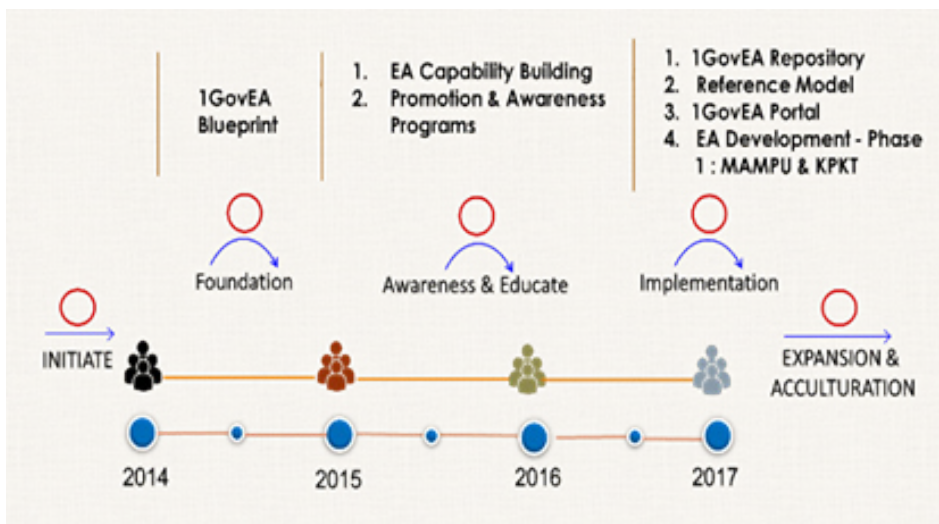 1GovEA
Blueprint
1. EA Capability Building
2. Promotion & Awareness
Programs
1. 1GovEA Repository
2. Reference Model
3. 1GovEA Portal
4. EA Development - Phase
1 : MAMPU & KPKT
Foundation
Awareness & Educate
Implementation
INITIATE
EXPANSION &
ACCULTURATION
2014
2015
2016
2017